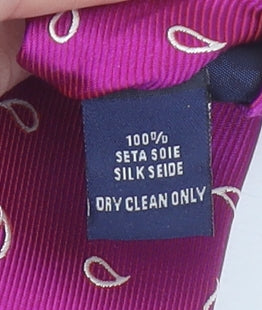 100%
SETA SOIE
SILK SEIDE
DRY CLEAN ONLY